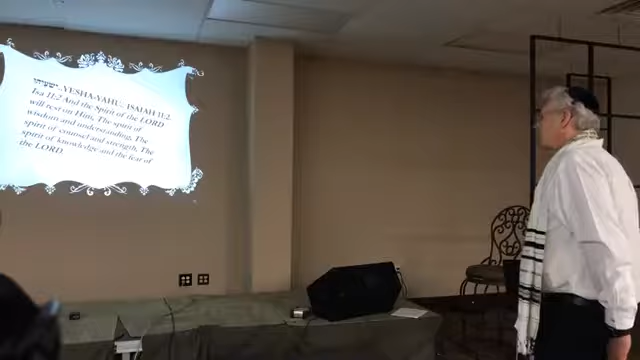 ישעיהו YESHA-YAHU, ISAIAH 11:2
Isa 11:2 And the Spirit of the LORD
will rest on Him, The spirit of
wisdom and understanding, The
spirit of counsel and strength, The
spirit of knowledge and the fear of
the LORD.